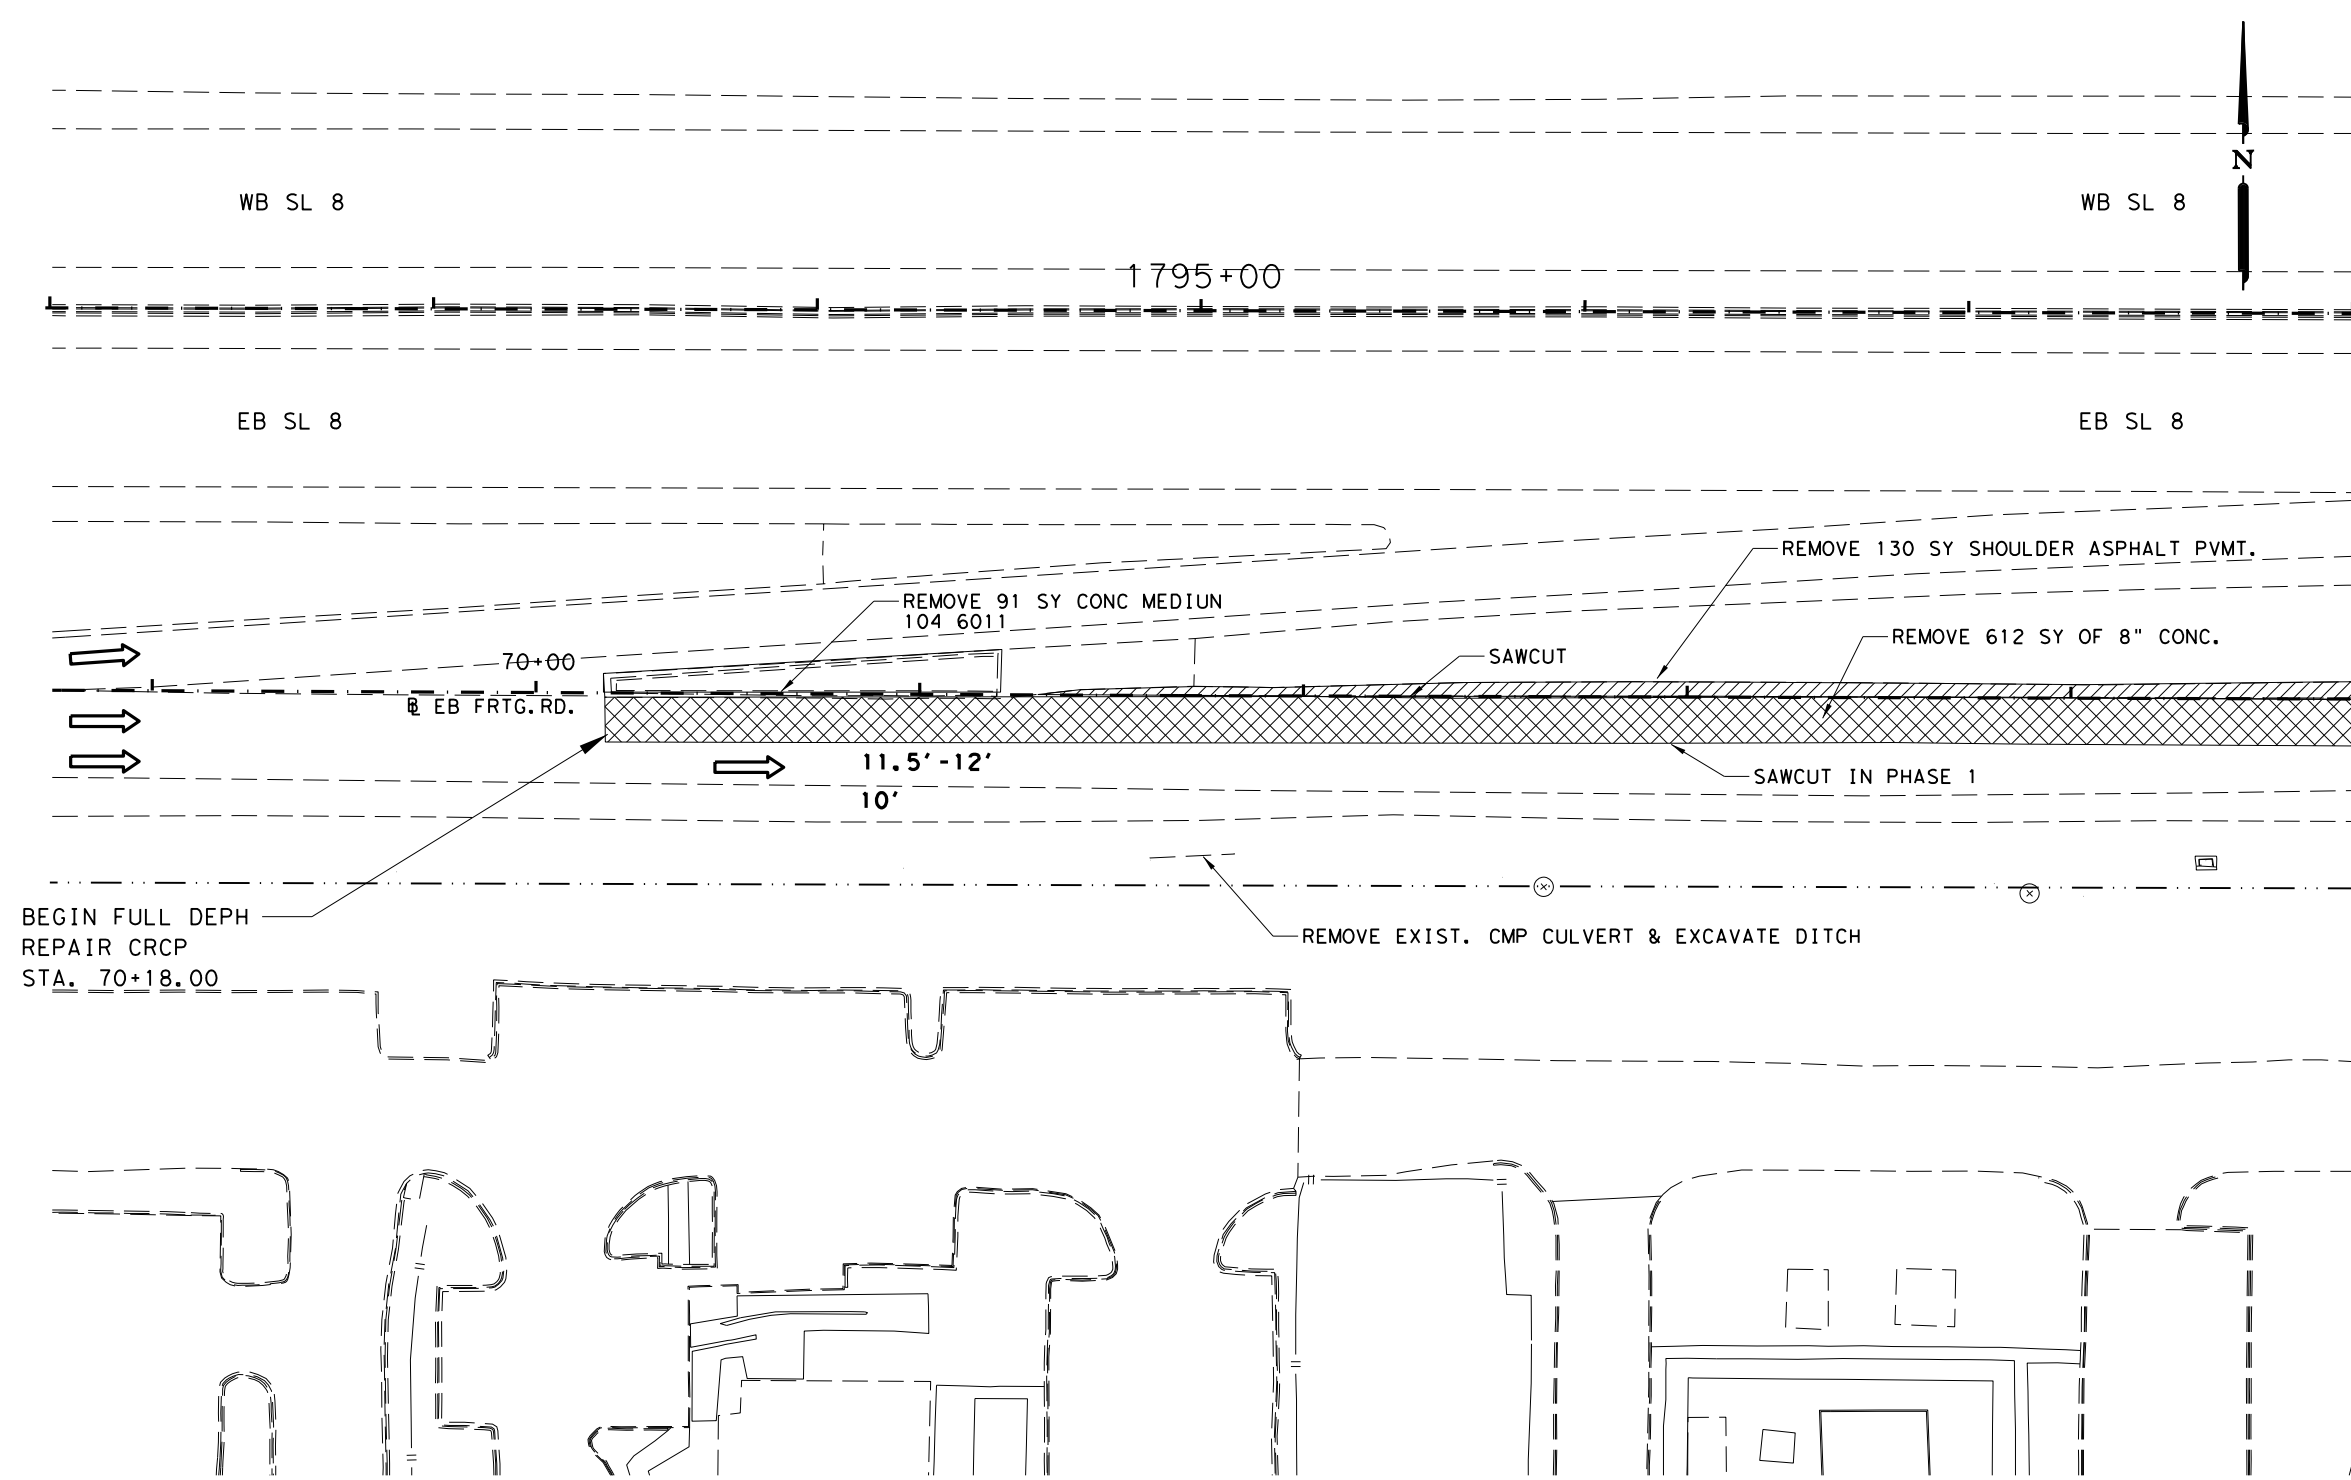 N
WB SL 8
WB SL 8
1795+00
EB SL 8
EB SL 8
REMOVE 130 SY SHOULDER ASPHALT PVMT.
REMOVE 91 SY CONC MEDIUN
104 6011
REMOVE 612 SY OF 8" CONC.
SAWCUT
70+00
BL EB FRTG.RD.
11.5'-12'
SAWCUT IN PHASE 1
10'
BEGIN FULL DEPH
REPAIR CRCP
STA. 70+18.00
REMOVE EXIST. CMP CULVERT & EXCAVATE DITCH